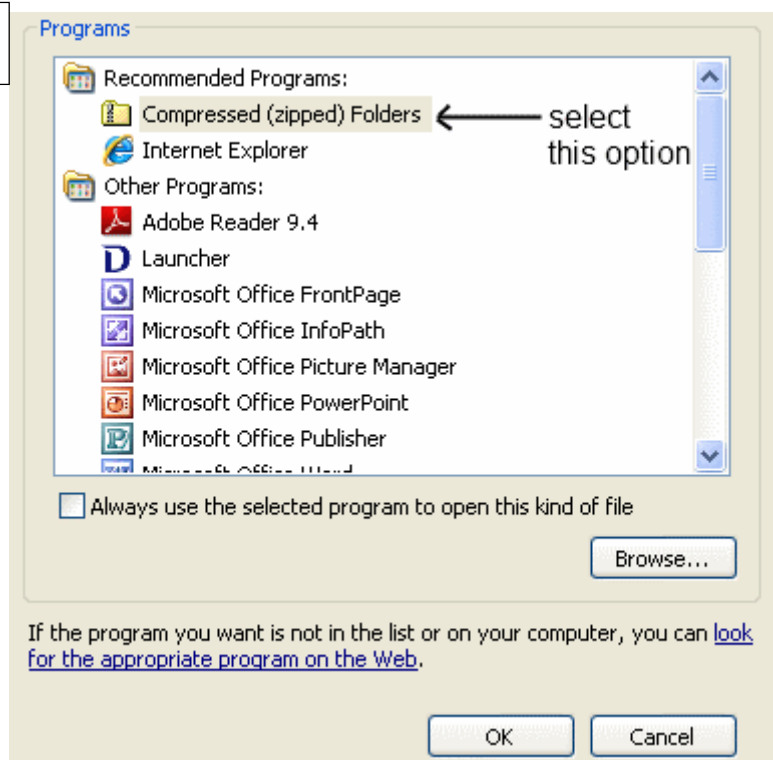 Programs
Recommended Programs:
Compressed (zipped) Folders
select
this option
Internet Explorer
Other Programs:
Adobe Reader 9.4
Launcher
Microsoft Office FrontPage
Microsoft Office InfoPath
Microsoft Office Picture Manager
Microsoft Office PowerPoint
Microsoft Office Publisher
Microsoft Office Word
Always use the selected program to open this kind of file
Browse...
If the program you want is not in the list or on your computer, you can look
for the appropriate program on the Web.
OK Cancel